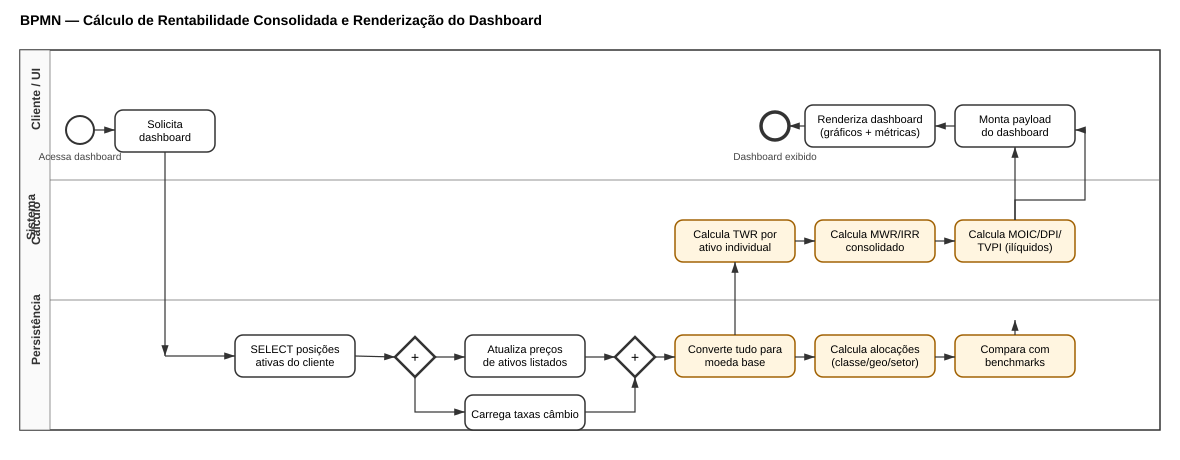 BPMN — Cálculo de Rentabilidade Consolidada e Renderização do Dashboard
Cliente / UI
Acessa dashboard
Solicita
dashboard
Dashboard exibido
Renderiza dashboard
(gráficos + métricas)
Monta payload
do dashboard
Sistema
Cálculo
Calcula TWR por
ativo individual
Calcula MWR/IRR
consolidado
Calcula MOIC/DPI/
TVPI (ilíquidos)
Persistência
SELECT posições
ativas do cliente
+
Atualiza preços
de ativos listados
Carrega taxas câmbio
+
Converte tudo para
moeda base
Calcula alocações
(classe/geo/setor)
Compara com
benchmarks